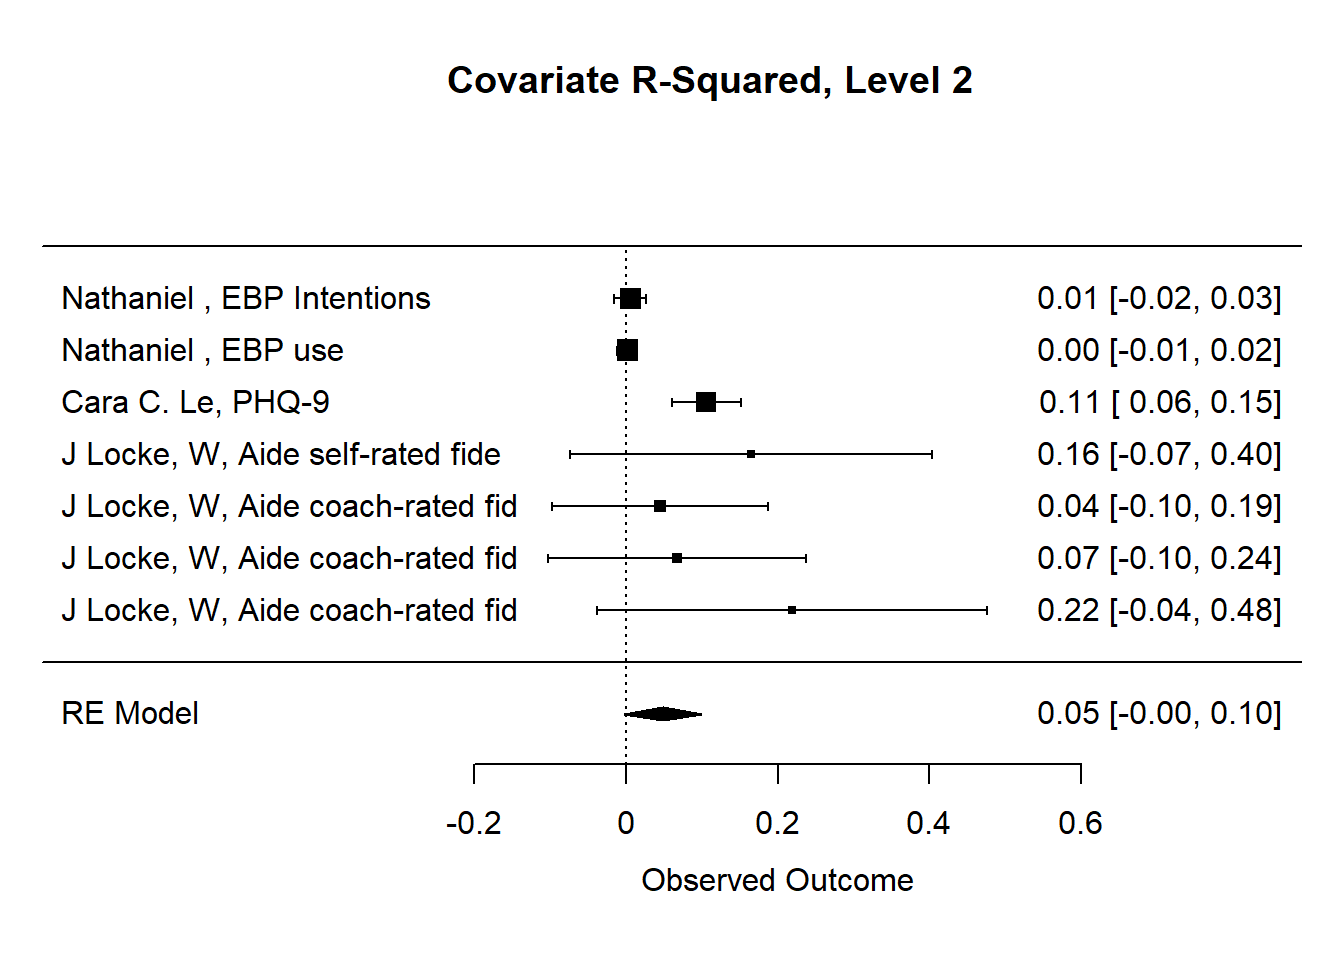 Covariate R-Squared, Level 2
Nathaniel , EBP Intentions 0.01 [-0.02, 0.03]
Nathaniel , EBP use 0.00 [-0.01, 0.02]
Cara C. Le, PHQ-9 0.11 [ 0.06, 0.15]
J Locke, W, Aide self-rated fide 0.16 [-0.07, 0.40]
J Locke, W, Aide coach-rated fid 0.04 [-0.10, 0.19]
J Locke, W, Aide coach-rated fid 0.07 [-0.10, 0.24]
J Locke, W, Aide coach-rated fid 0.22 [-0.04, 0.48]
RE Model 0.05 [-0.00, 0.10]
-0.2 0 0.2 0.4 0.6
Observed Outcome